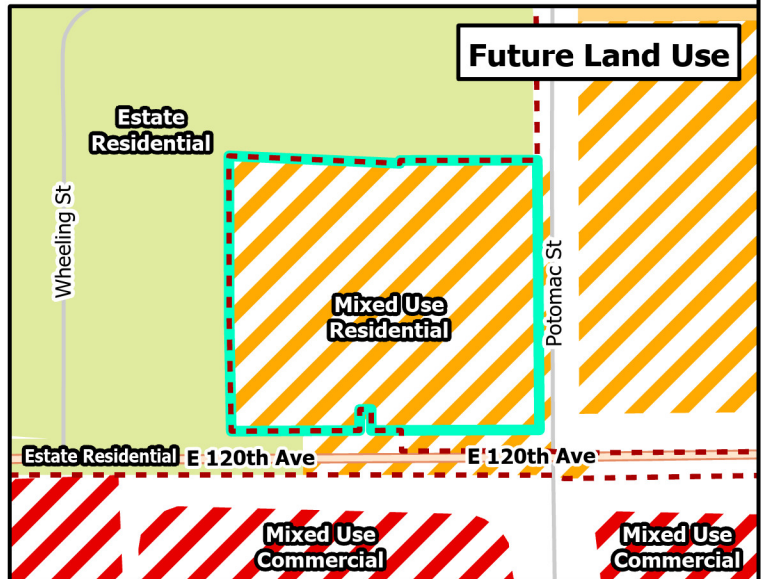 Future Land Use
Estate
Residential
Wheeling St
Mixed Use
Residential
Potomac St
Estate Residential
E 120th Ave
E 120th Ave
Mixed Use
Commercial
Mixed Use
Commercial